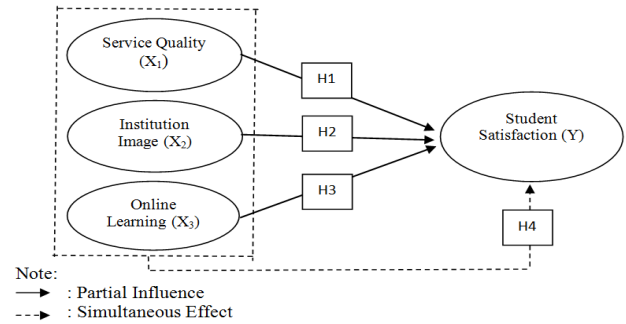 Service Quality
(X₁)
H1
Institution
Image (X₂)
H2
Student
Satisfaction (Y)
Online
Learning (X₃)
H3
H4
Note:
: Partial Influence
: Simultaneous Effect